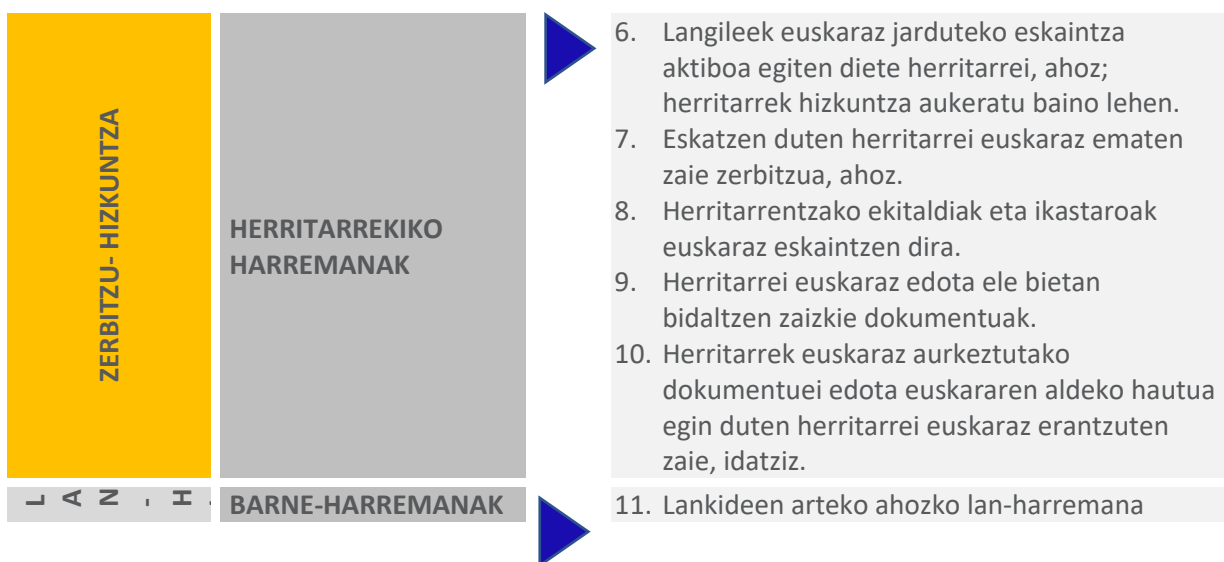 ZERBITZU- HIZKUNTZA
HERRITARREKIKO
HARREMANAK
6. Langileek euskaraz jarduteko eskaintza
aktiboa egiten diete herritarrei, ahoz;
herritarrek hizkuntza aukeratu baino lehen.
7. Eskatzen duten herritarrei euskaraz ematen
zaie zerbitzua, ahoz.
8. Herritarrentzako ekitaldiak eta ikastaroak
euskaraz eskaintzen dira.
9. Herritarrei euskaraz edota ele bietan
bidaltzen zaizkie dokumentuak.
10. Herritarrek euskaraz aurkeztutako
dokumentuei edota euskararen aldeko hautua
egin duten herritarrei euskaraz erantzuten
zaie, idatziz.
LAN-H
BARNE-HARREMANAK
11. Lankideen arteko ahozko lan-harremana